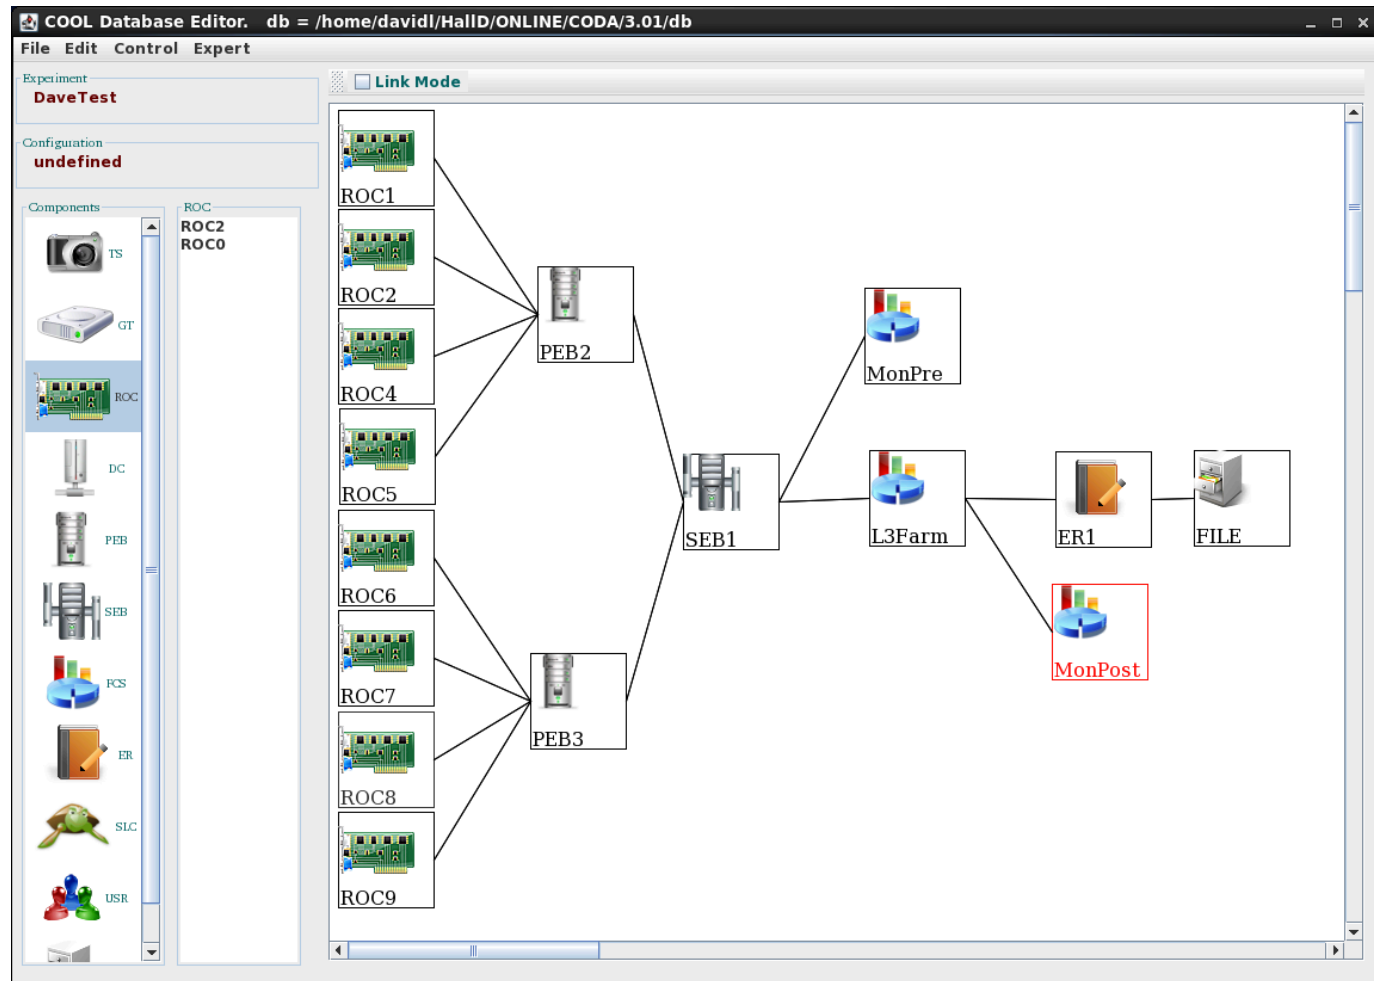 COOL Database Editor.   db = /home/davidl/HallD/ONLINE/CODA/3.01/db
File Edit Control Expert
Experiment
DaveTest
Configuration
undefined
Components
TS
GT
ROC
DC
PEB
SEB
FCS
ER
SLC
USR
ROC
ROC2
ROC0
Link Mode
ROC1
ROC2
ROC4
ROC5
ROC6
ROC7
ROC8
ROC9
PEB2
PEB3
SEB1
MonPre
L3Farm
ER1
FILE
MonPost